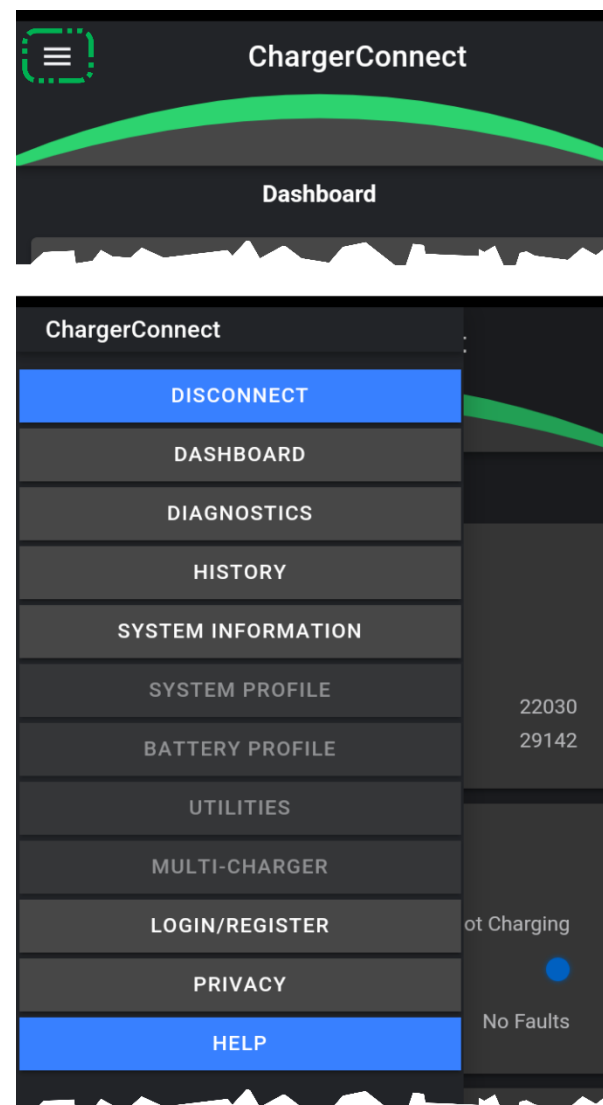 ChargerConnect
Dashboard
ChargerConnect
DISCONNECT
DASHBOARD
DIAGNOSTICS
HISTORY
SYSTEM INFORMATION
SYSTEM PROFILE
22030
BATTERY PROFILE
29142
UTILITIES
MULTI-CHARGER
LOGIN/REGISTER
ot Charging
PRIVACY
No Faults
HELP